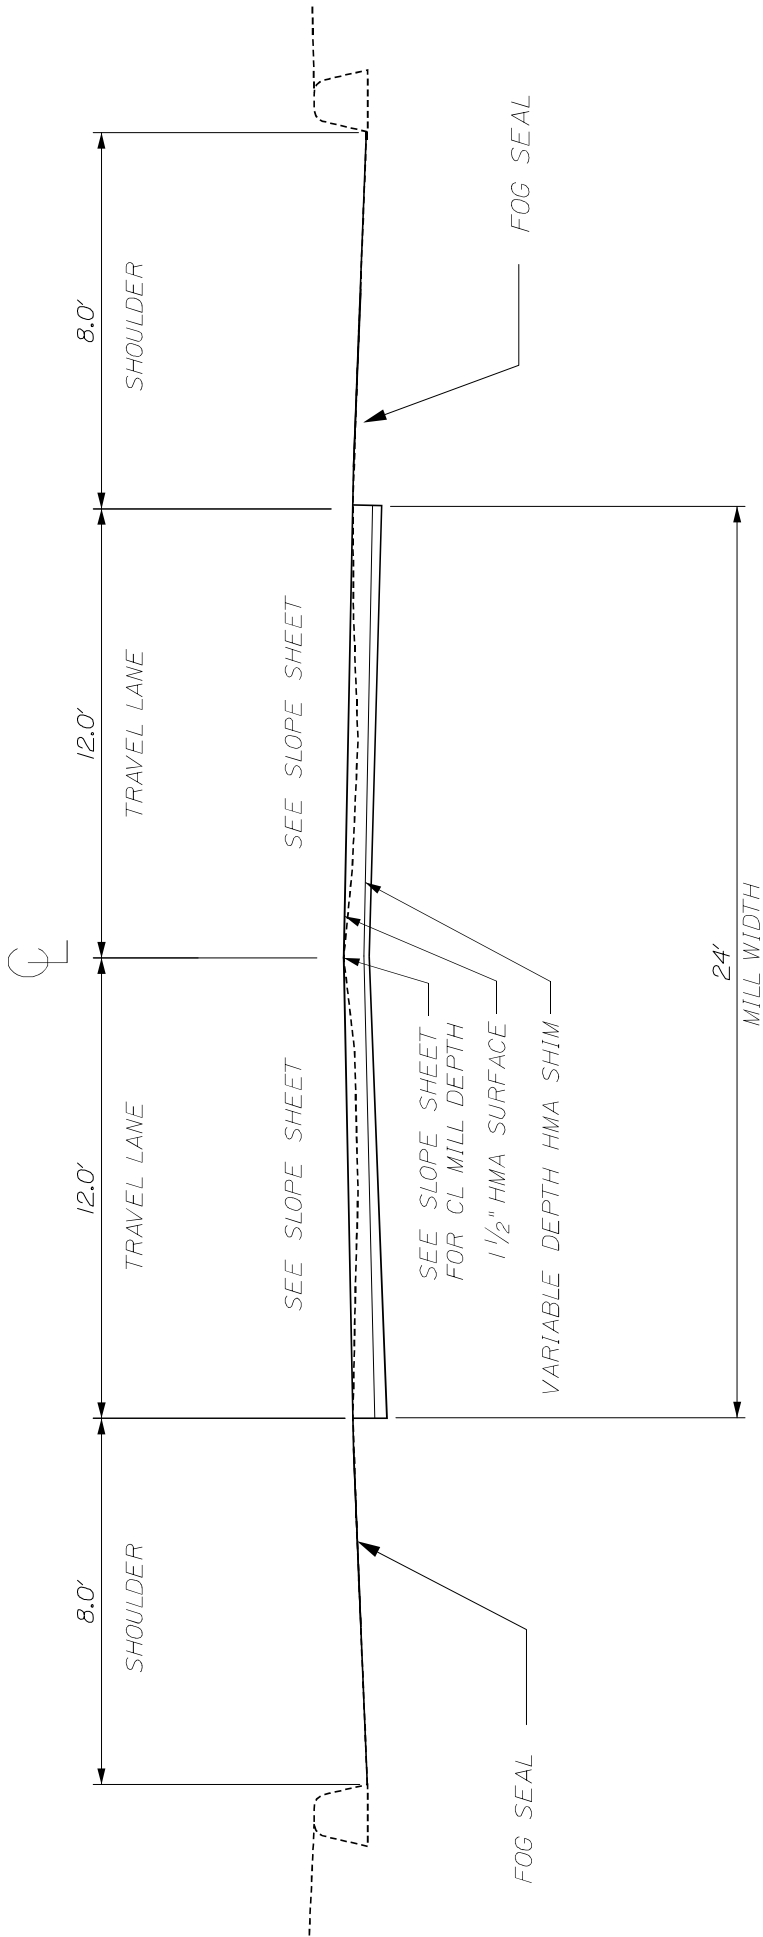 CL
8.0'
12.0'
12.0'
8.0'
SHOULDER
TRAVEL LANE
TRAVEL LANE
SHOULDER
SEE SLOPE SHEET
SEE SLOPE SHEET
SEE SLOPE SHEET
FOR CL MILL DEPTH
1 1/2" HMA SURFACE
VARIABLE DEPTH HMA SHIM
FOG SEAL
FOG SEAL
24'
MILL WIDTH